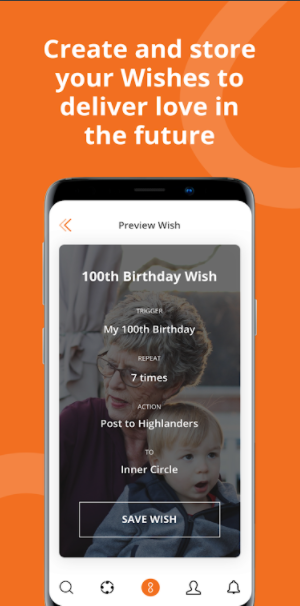 Create and store
your Wishes to
deliver love in
the future
Preview Wish
100th Birthday Wish
TRIGGER
My 100th Birthday
REPEAT
7 times
ACTION
Post to Highlanders
TO
Inner Circle
SAVE WISH